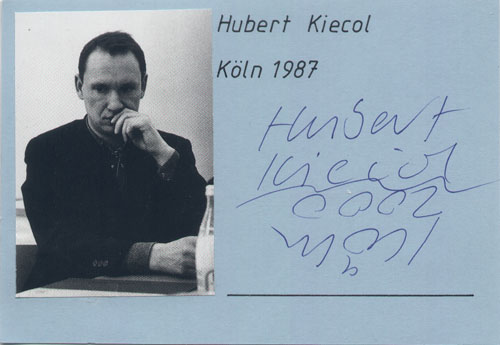 Hubert Kiecol
Köln 1987
Hubert
Kiecol